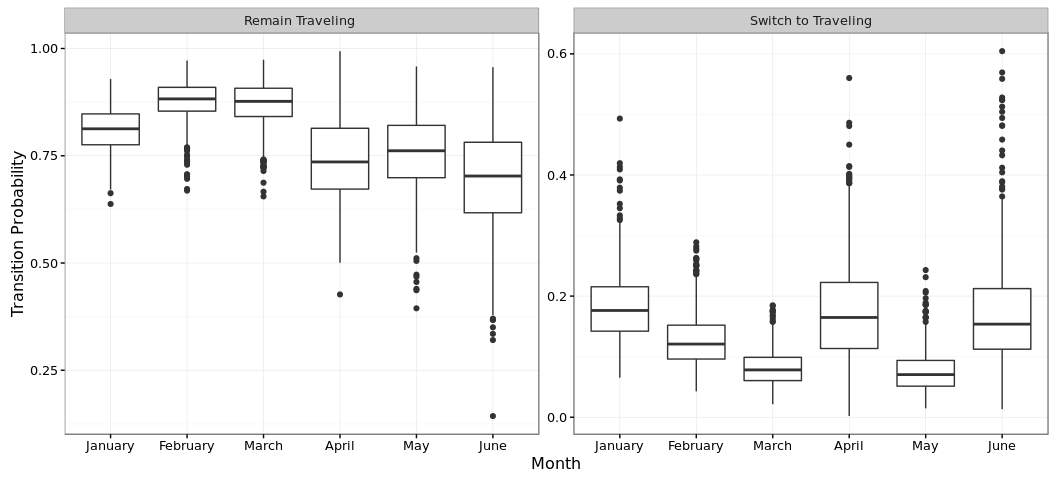 Remain Traveling
Switch to Traveling
Transition Probability
1.00
0.75
0.50
0.25
0.6
0.4
0.2
0.0
January February March April May June
January February March April May June
Month